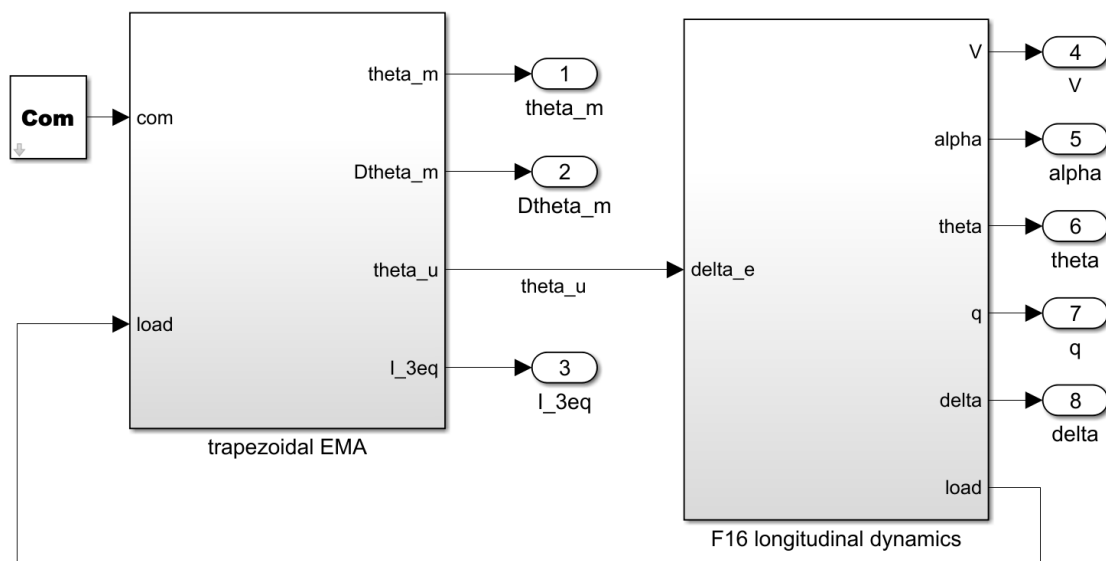 Com
com
load
theta_m
Dtheta_m
theta_u
I_3eq
trapezoidal EMA
1
theta_m
2
Dtheta_m
theta_u
3
I_3eq
delta_e
V
alpha
theta
q
delta
load
F16 longitudinal dynamics
4
V
5
alpha
6
theta
7
q
8
delta